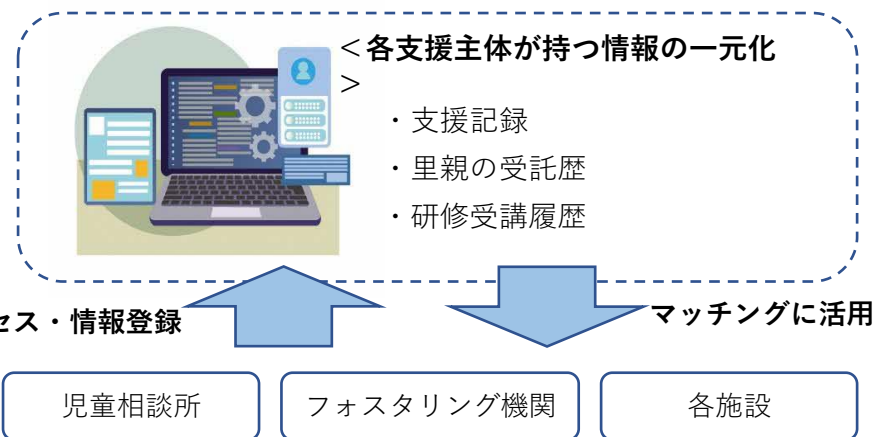 ＜各支援主体が持つ情報の一元化
＞
・支援記録
・里親の受託歴
・研修受講履歴
セス・情報登録
マッチングに活用
児童相談所
フォスタリング機関
各施設